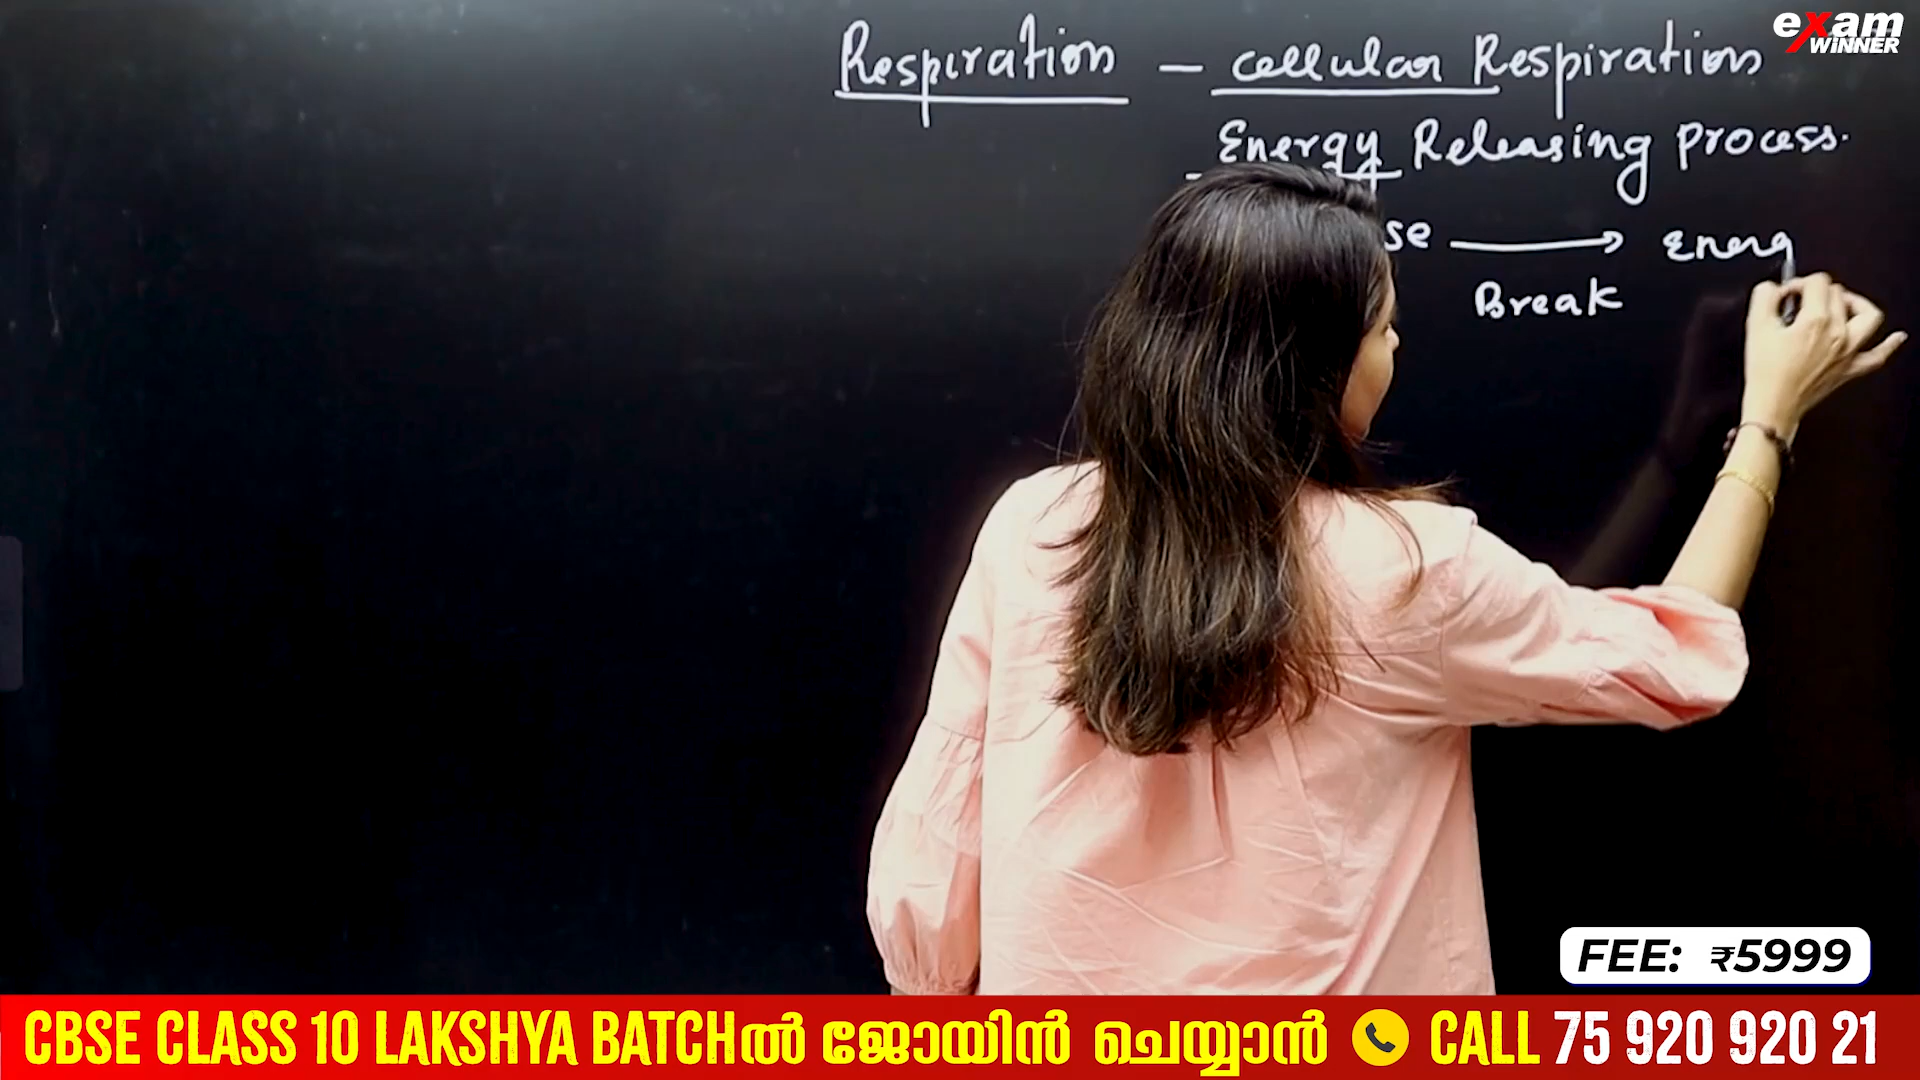 exam
WINNER
Respiration - cellular Respiration
- Energy Releasing process.
se → Energ
Break
FEE: ₹5999
CBSE CLASS 10 LAKSHYA BATCHൽ ജോയിൻ ചെയ്യാൻ CALL 75 920 920 21